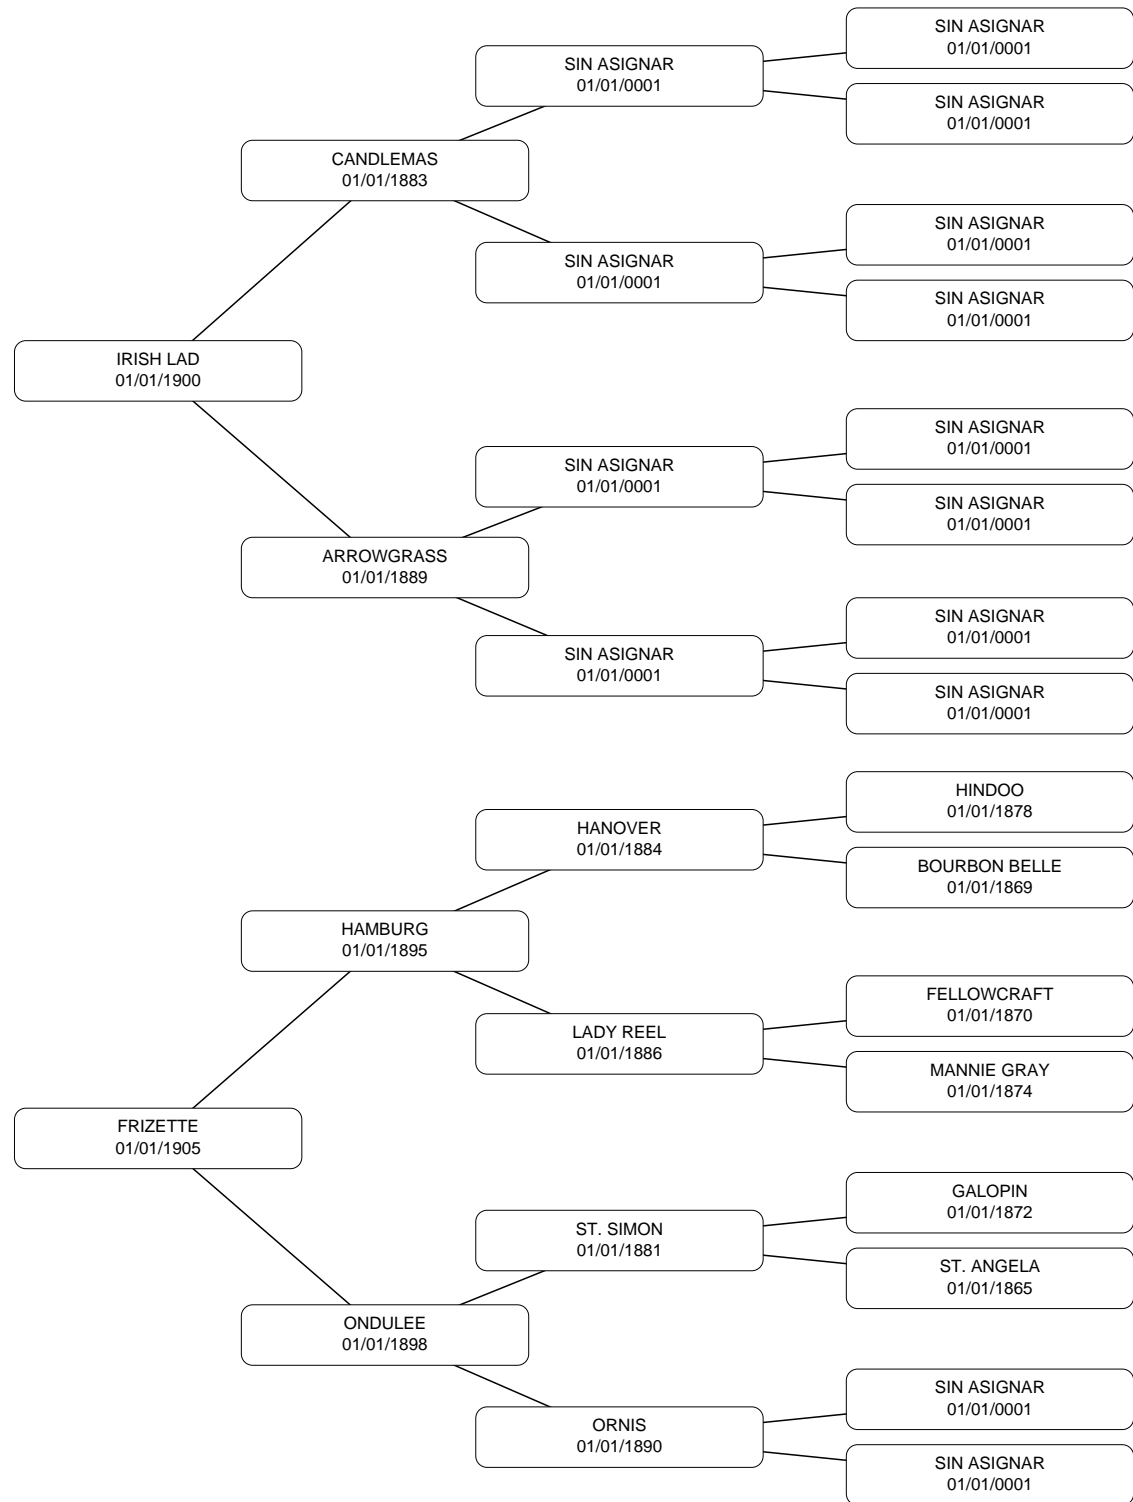 SIN ASIGNAR
01/01/0001
SIN ASIGNAR
01/01/0001
SIN ASIGNAR
01/01/0001
CANDLEMAS
01/01/1883
SIN ASIGNAR
01/01/0001
SIN ASIGNAR
01/01/0001
SIN ASIGNAR
01/01/0001
IRISH LAD
01/01/1900
SIN ASIGNAR
01/01/0001
SIN ASIGNAR
01/01/0001
SIN ASIGNAR
01/01/0001
ARROWGRASS
01/01/1889
SIN ASIGNAR
01/01/0001
SIN ASIGNAR
01/01/0001
SIN ASIGNAR
01/01/0001
HINDOO
01/01/1878
HANOVER
01/01/1884
BOURBON BELLE
01/01/1869
HAMBURG
01/01/1895
FELLOWCRAFT
01/01/1870
LADY REEL
01/01/1886
MANNIE GRAY
01/01/1874
FRIZETTE
01/01/1905
GALOPIN
01/01/1872
ST. SIMON
01/01/1881
ST. ANGELA
01/01/1865
ONDULEE
01/01/1898
SIN ASIGNAR
01/01/0001
ORNIS
01/01/1890
SIN ASIGNAR
01/01/0001